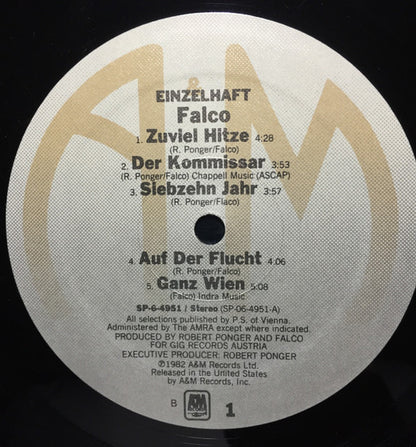 EINZELHAFT
Falco
1. Zuviel Hitze 4:28
(R. Ponger/Falco)
2. Der Kommissar 3:53
(R. Ponger/Falco) Chappell Music (ASCAP)
3. Siebzehn Jahr 3:57
(R. Ponger/Flaco)
4. Auf Der Flucht 4:06
(R. Ponger/Falco)
5. Ganz Wien 5:08
(Falco) Indra Music
SP-6-4951 / Stereo (SP-06-4951-A)
All selections published by P.S. of Vienna.
Administered by The AMRA except where indicated.
PRODUCED BY ROBERT PONGER AND FALCO
FOR GIG RECORDS AUSTRIA
EXECUTIVE PRODUCER: ROBERT PONGER
℗1982 A&M Records Ltd.
Released in the United States
by A&M Records, Inc.
B A&M RECORDS 1